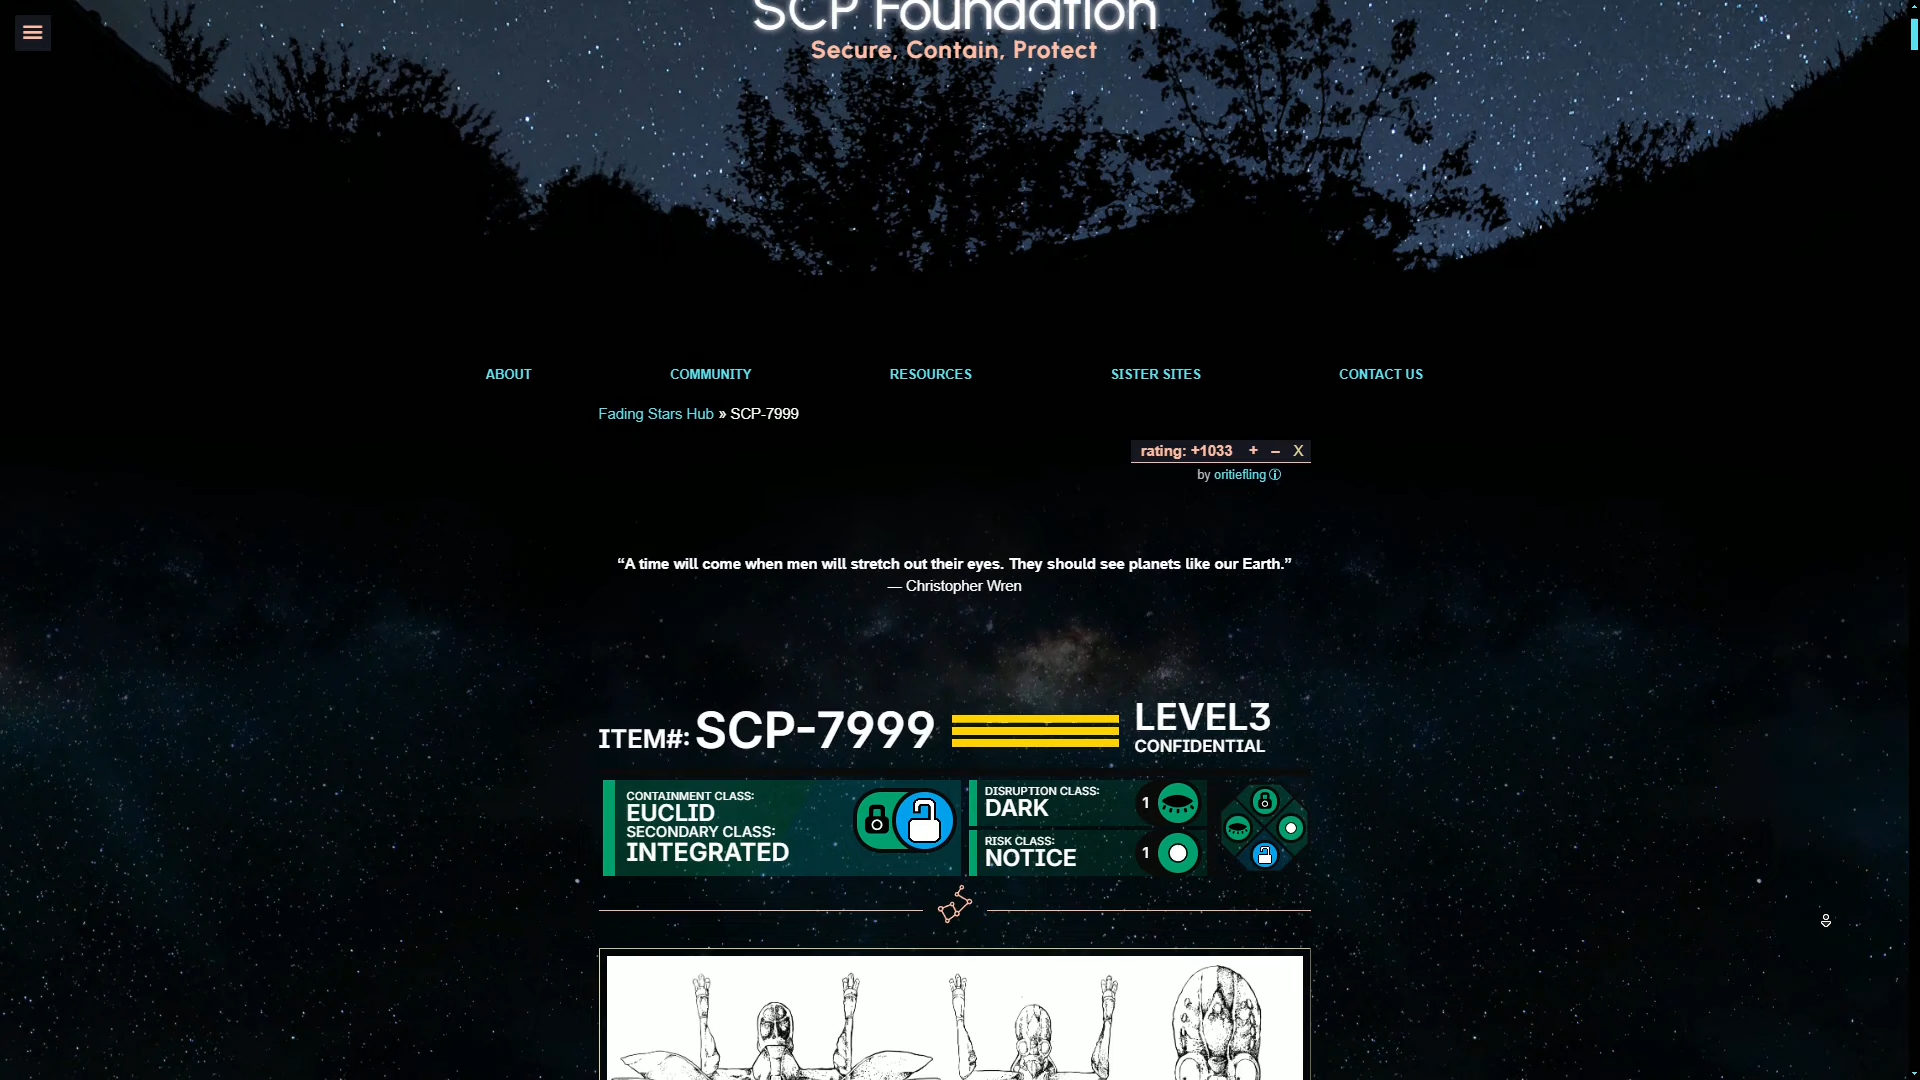 SCP Foundation
Secure, Contain, Protect
ABOUT COMMUNITY RESOURCES SISTER SITES CONTACT US
Fading Stars Hub » SCP-7999
rating: +1033 + – X
by oritiefling
“A time will come when men will stretch out their eyes. They should see planets like our Earth.”
— Christopher Wren
ITEM#: SCP-7999
LEVEL3
CONFIDENTIAL
CONTAINMENT CLASS:
EUCLID
SECONDARY CLASS:
INTEGRATED
DISRUPTION CLASS:
DARK
1
RISK CLASS:
NOTICE
1